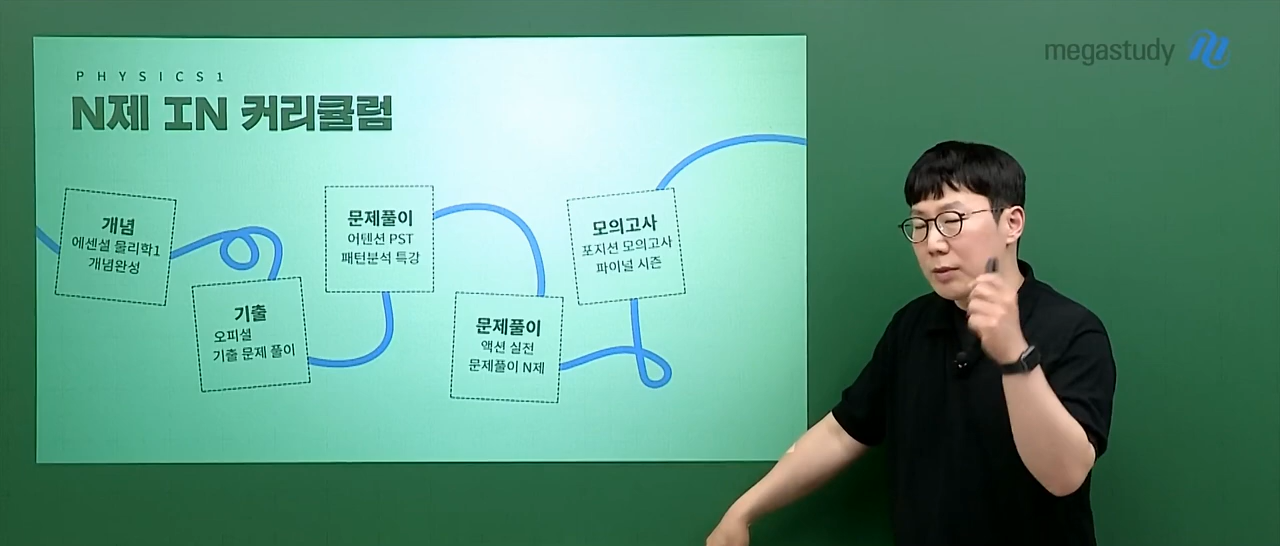 megastudy
PHYSICS1
N제 IN 커리큘럼
개념
에센셜 물리학1
개념완성
기출
오피셜
기출 문제 풀이
문제풀이
어텐션 PST
패턴분석 특강
문제풀이
액션 실전
문제풀이 N제
모의고사
포지션 모의고사
파이널 시즌